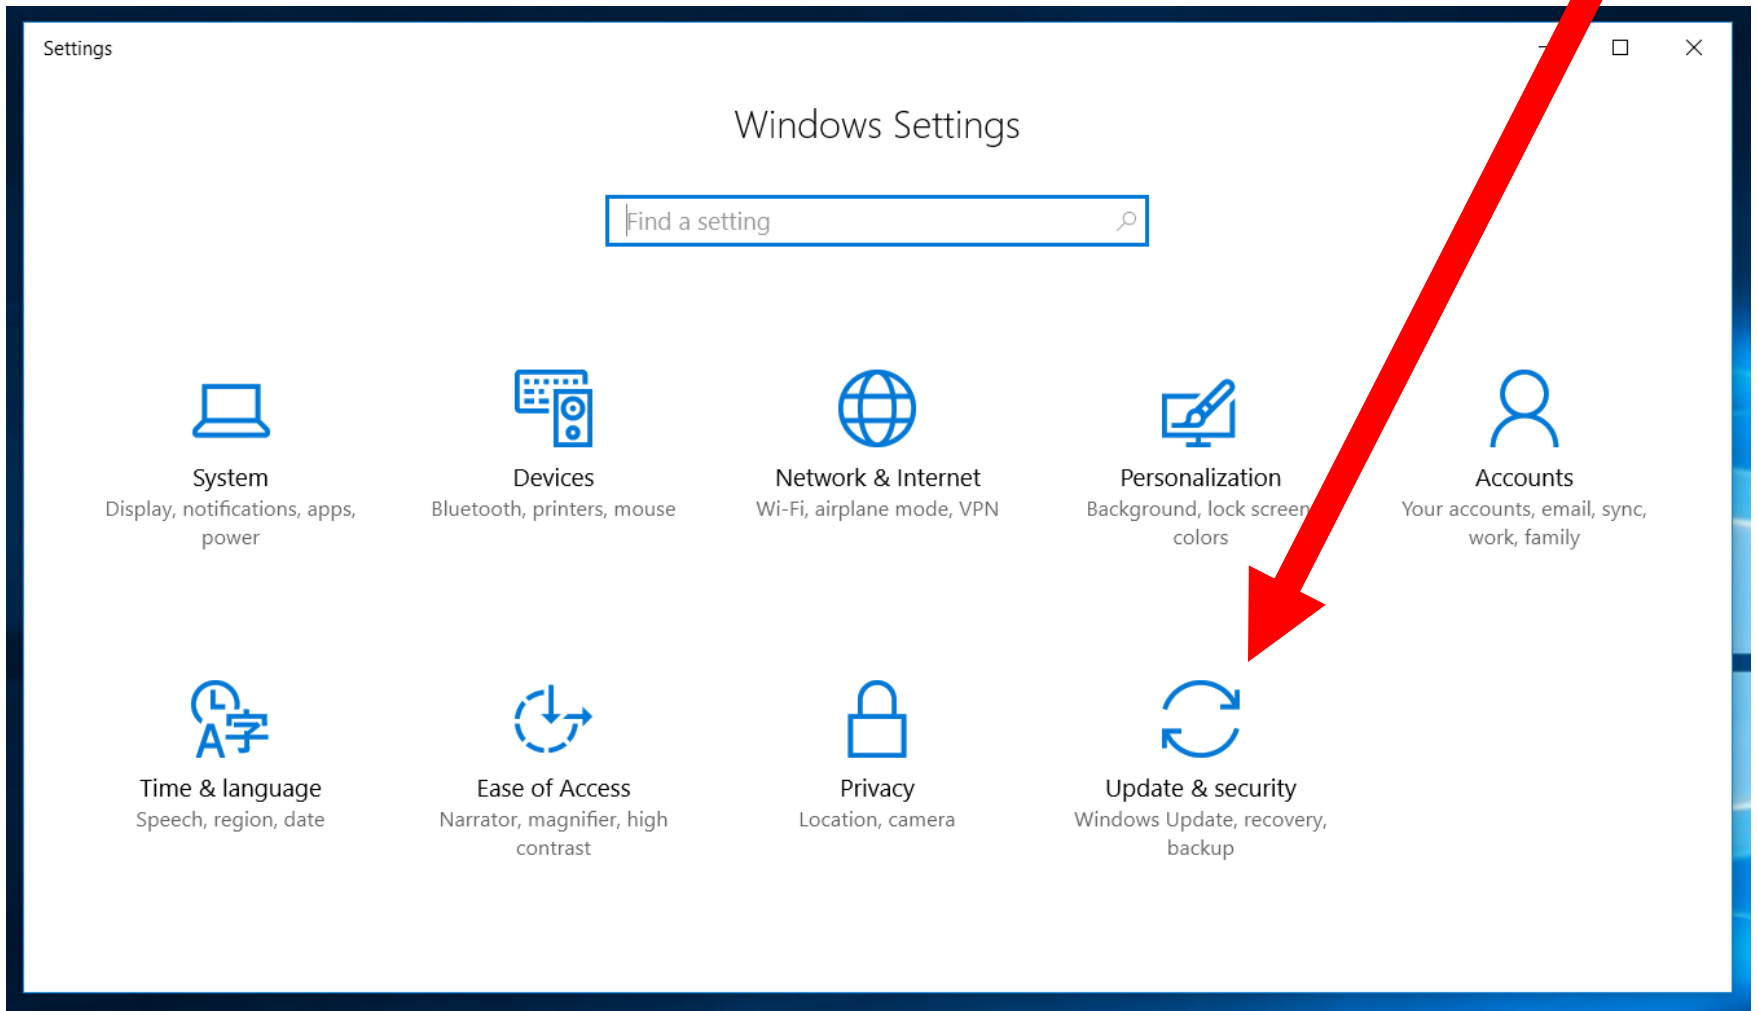 Settings
Windows Settings
Find a setting
System
Display, notifications, apps,
power
Devices
Bluetooth, printers, mouse
Network & Internet
Wi-Fi, airplane mode, VPN
Personalization
Background, lock screen
colors
Accounts
Your accounts, email, sync,
work, family
Time & language
Speech, region, date
Ease of Access
Narrator, magnifier, high
contrast
Privacy
Location, camera
Update & security
Windows Update, recovery,
backup